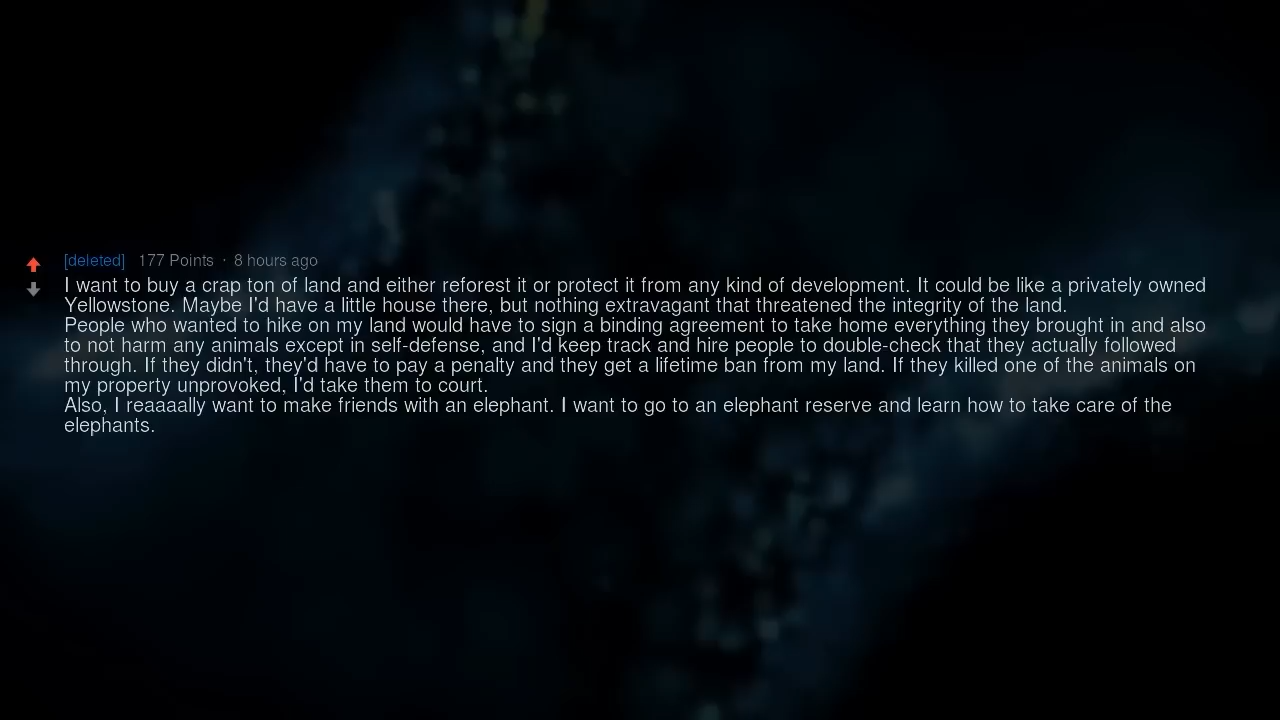 [deleted] 177 Points · 8 hours ago
I want to buy a crap ton of land and either reforest it or protect it from any kind of development. It could be like a privately owned
Yellowstone. Maybe I'd have a little house there, but nothing extravagant that threatened the integrity of the land.
People who wanted to hike on my land would have to sign a binding agreement to take home everything they brought in and also
to not harm any animals except in self-defense, and I'd keep track and hire people to double-check that they actually followed
through. If they didn't, they'd have to pay a penalty and they get a lifetime ban from my land. If they killed one of the animals on
my property unprovoked, I'd take them to court.
Also, I reaaaally want to make friends with an elephant. I want to go to an elephant reserve and learn how to take care of the
elephants.